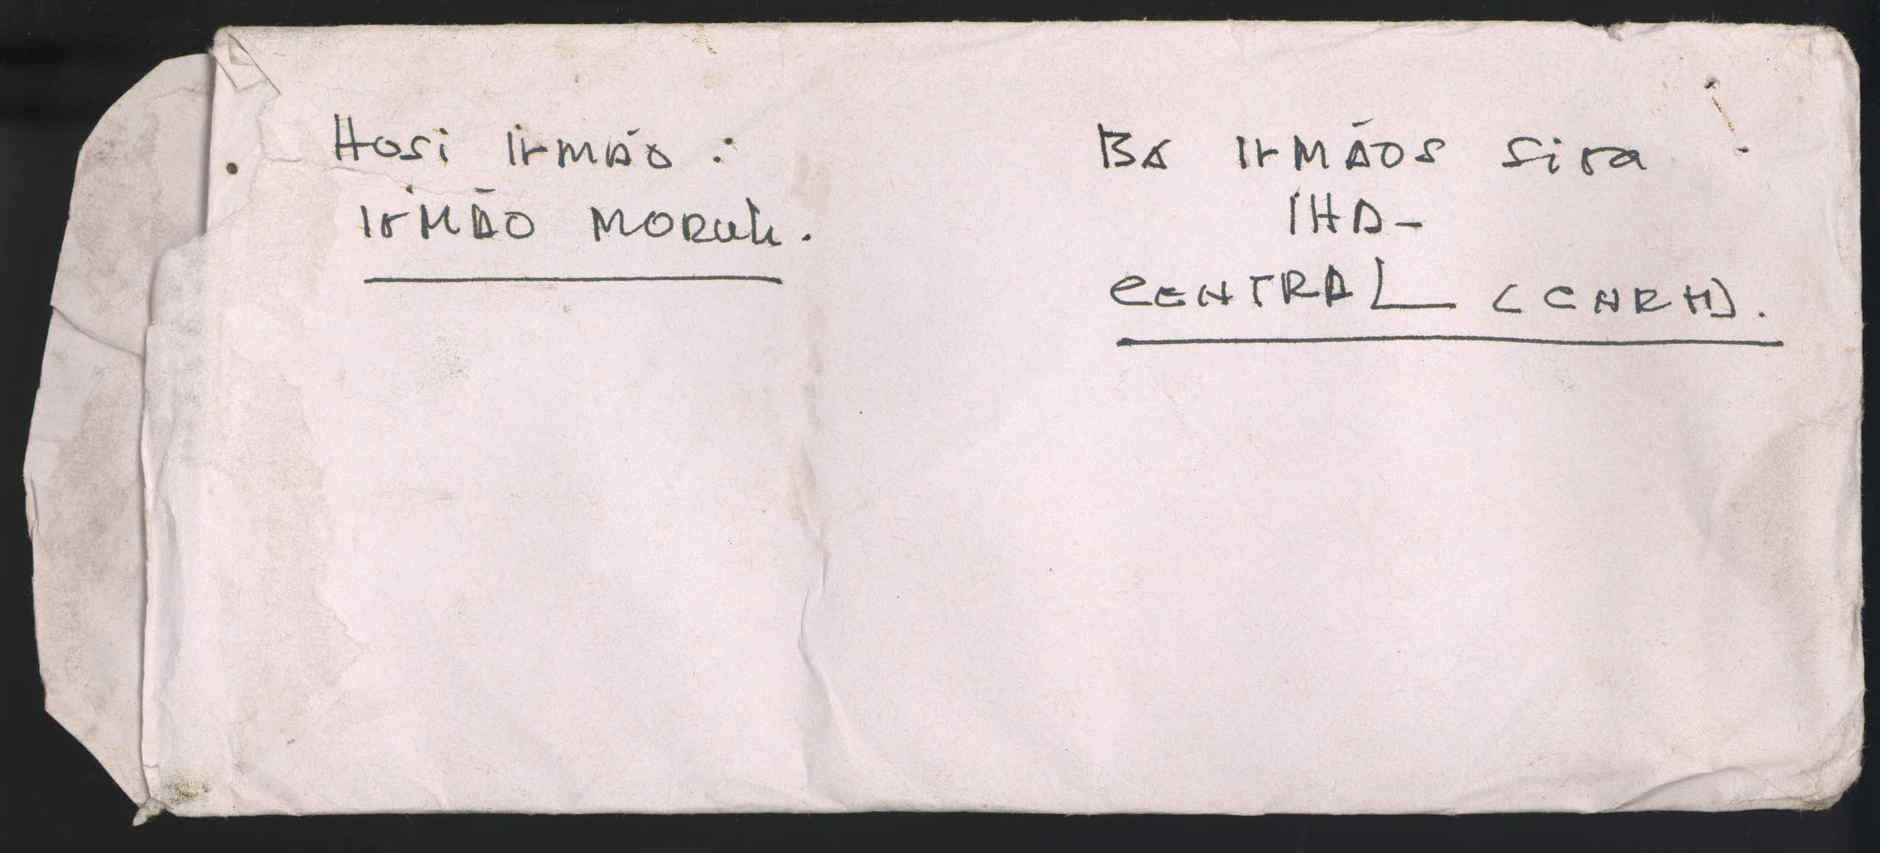 Hosi IrMÃO :
IrMÃO MORUK.
BA IrMÃOS Sira
IHA-
CENTRAL (CNRM).